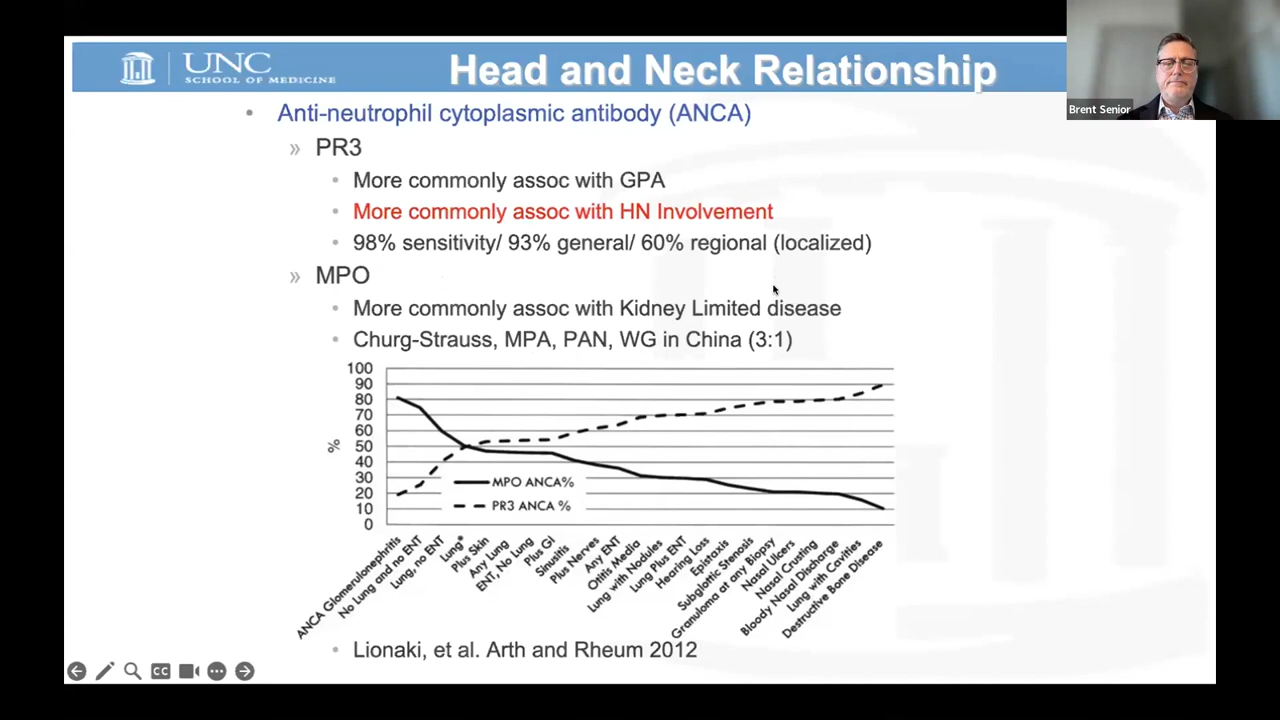 UNC
SCHOOL OF MEDICINE
Head and Neck Relationship
Brent Senior
• Anti-neutrophil cytoplasmic antibody (ANCA)
» PR3
• More commonly assoc with GPA
• More commonly assoc with HN Involvement
• 98% sensitivity/ 93% general/ 60% regional (localized)
» MPO
• More commonly assoc with Kidney Limited disease
• Churg-Strauss, MPA, PAN, WG in China (3:1)
100
90
80
70
60
50
40
30
20
10
0
%
MPO ANCA%
PR3 ANCA %
ANCA Glomerulonephritis
No Lung and no ENT
Lung, no ENT
Lung*
Plus Skin
Any Lung
ENT, No Lung
Plus GI
Sinusitis
Plus Nerves
Any ENT
Otitis Media
Lung with Nodules
Lung Plus ENT
Hearing Loss
Epistaxis
Subglottic Stenosis
Granuloma at any Biopsy
Nasal Ulcers
Nasal Crusting
Bloody Nasal Discharge
Lung with Cavities
Destructive Bone Disease
• Lionaki, et al. Arth and Rheum 2012
CC